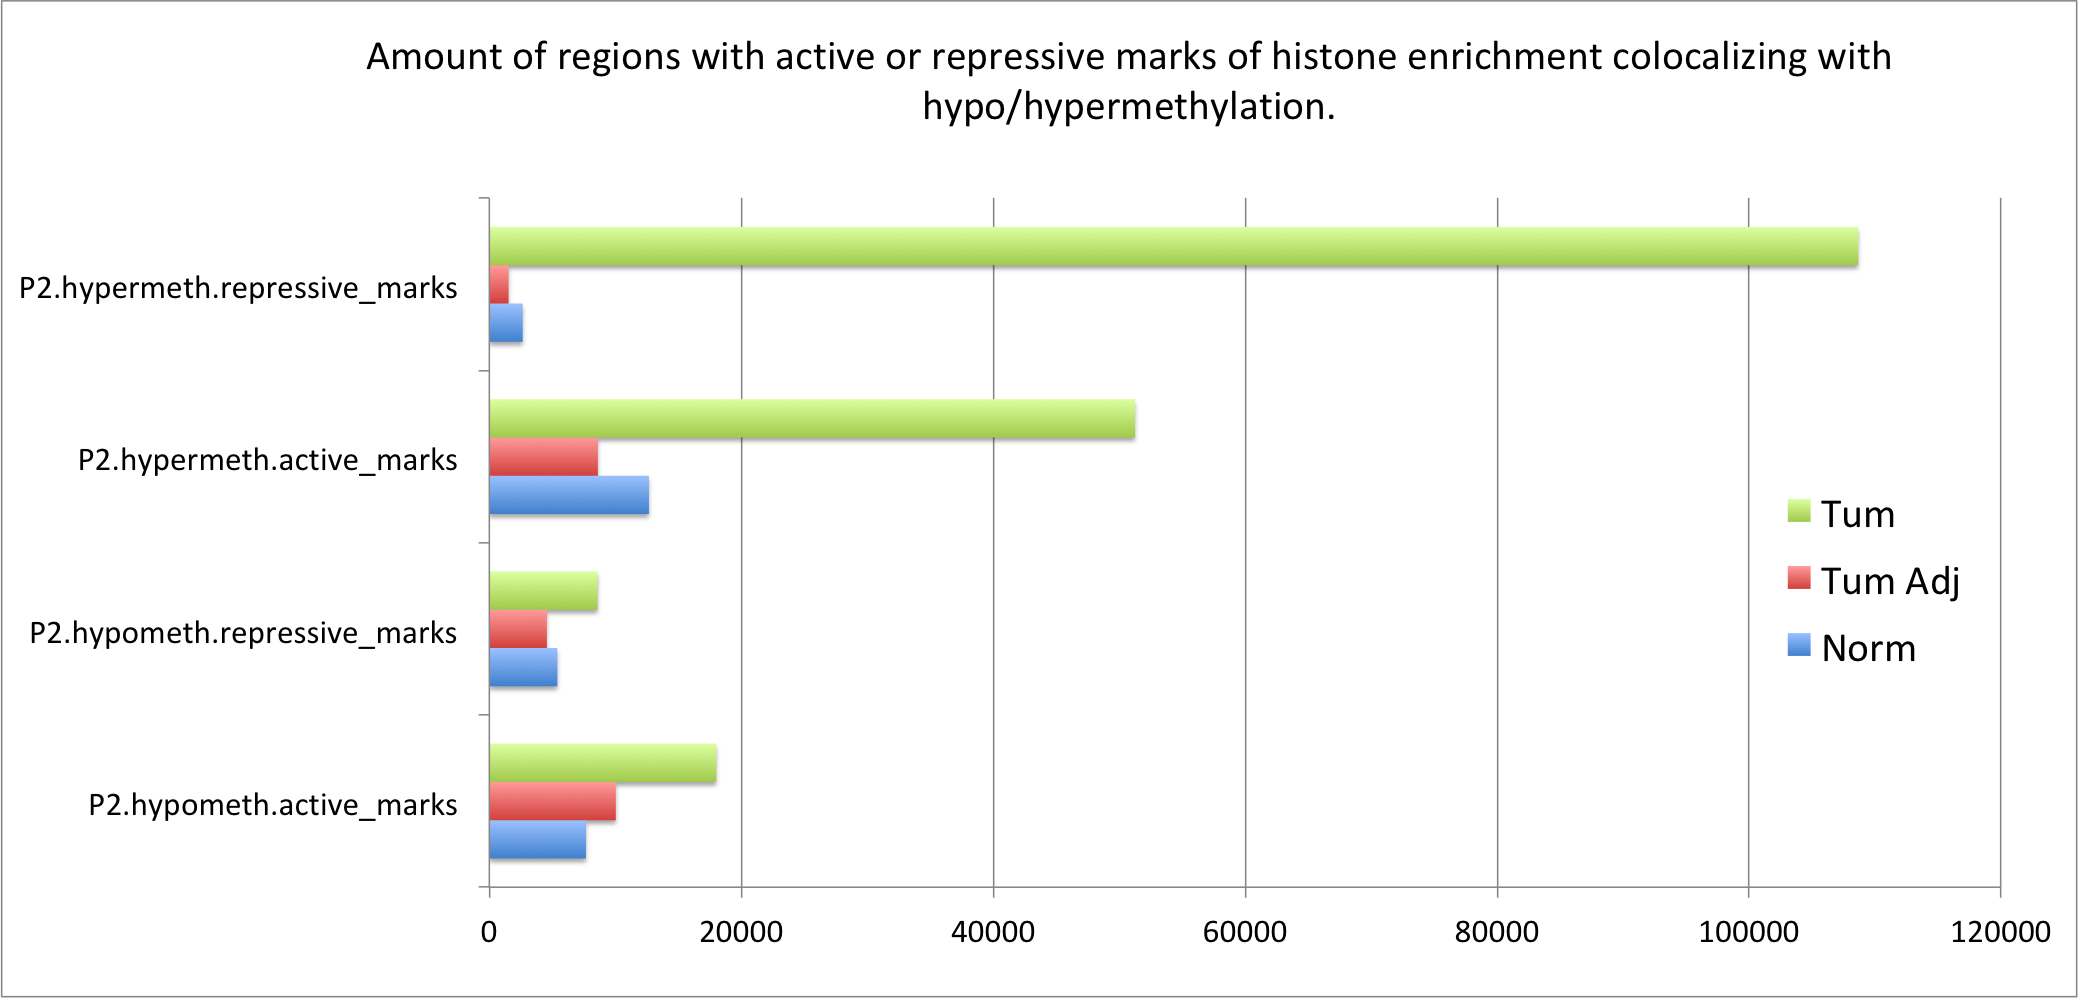 Amount of regions with active or repressive marks of histone enrichment colocalizing with
hypo/hypermethylation.
P2.hypermeth.repressive_marks
P2.hypermeth.active_marks
P2.hypometh.repressive_marks
P2.hypometh.active_marks
Tum
Tum Adj
Norm
0 20000 40000 60000 80000 100000 120000